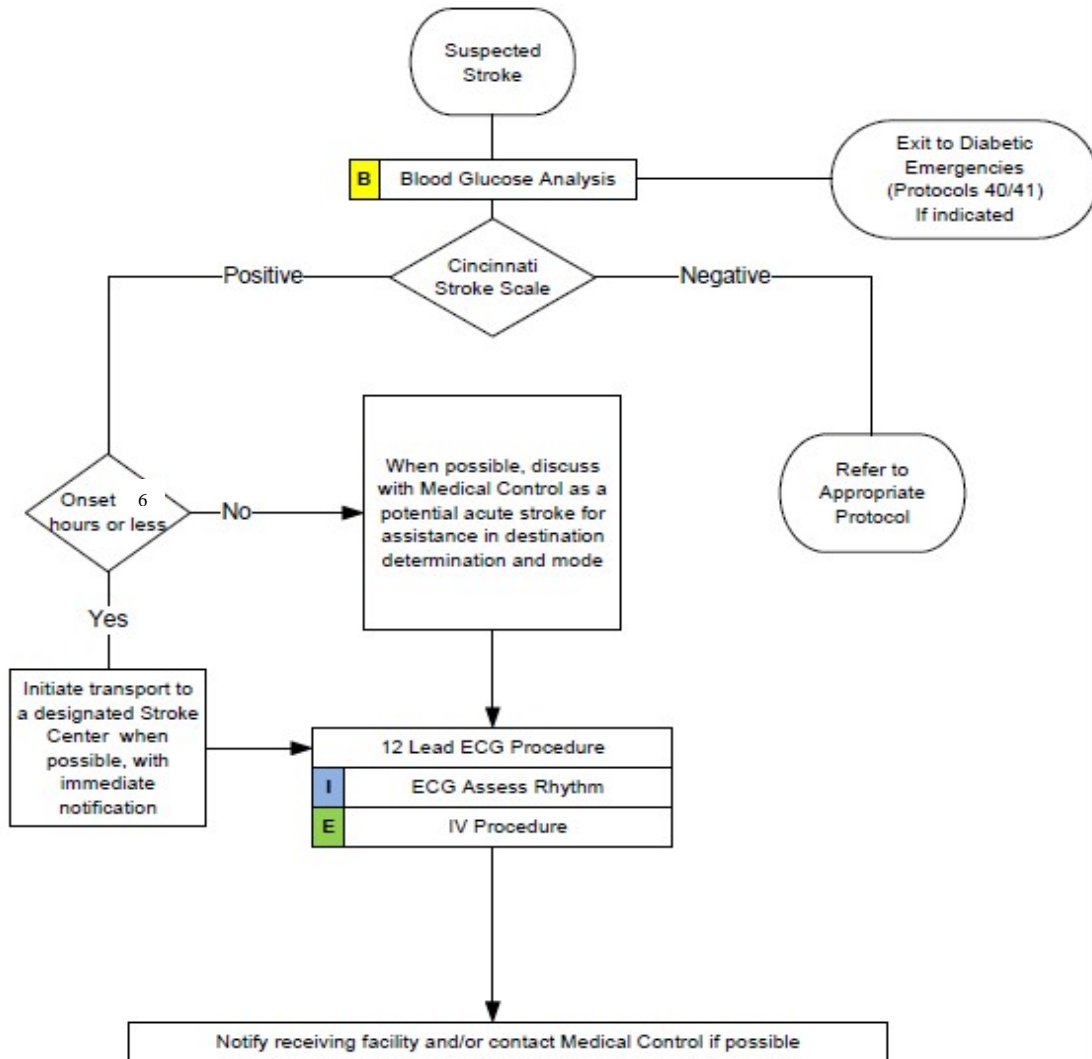 Suspected
Stroke
B Blood Glucose Analysis
Exit to Diabetic
Emergencies
(Protocols 40/41)
If indicated
Cincinnati
Stroke Scale
Positive
Negative
Onset 6
hours or less
No
When possible, discuss
with Medical Control as a
potential acute stroke for
assistance in destination
determination and mode
Refer to
Appropriate
Protocol
Yes
Initiate transport to
a designated Stroke
Center when
possible, with
immediate
notification
12 Lead ECG Procedure
I ECG Assess Rhythm
E IV Procedure
Notify receiving facility and/or contact Medical Control if possible